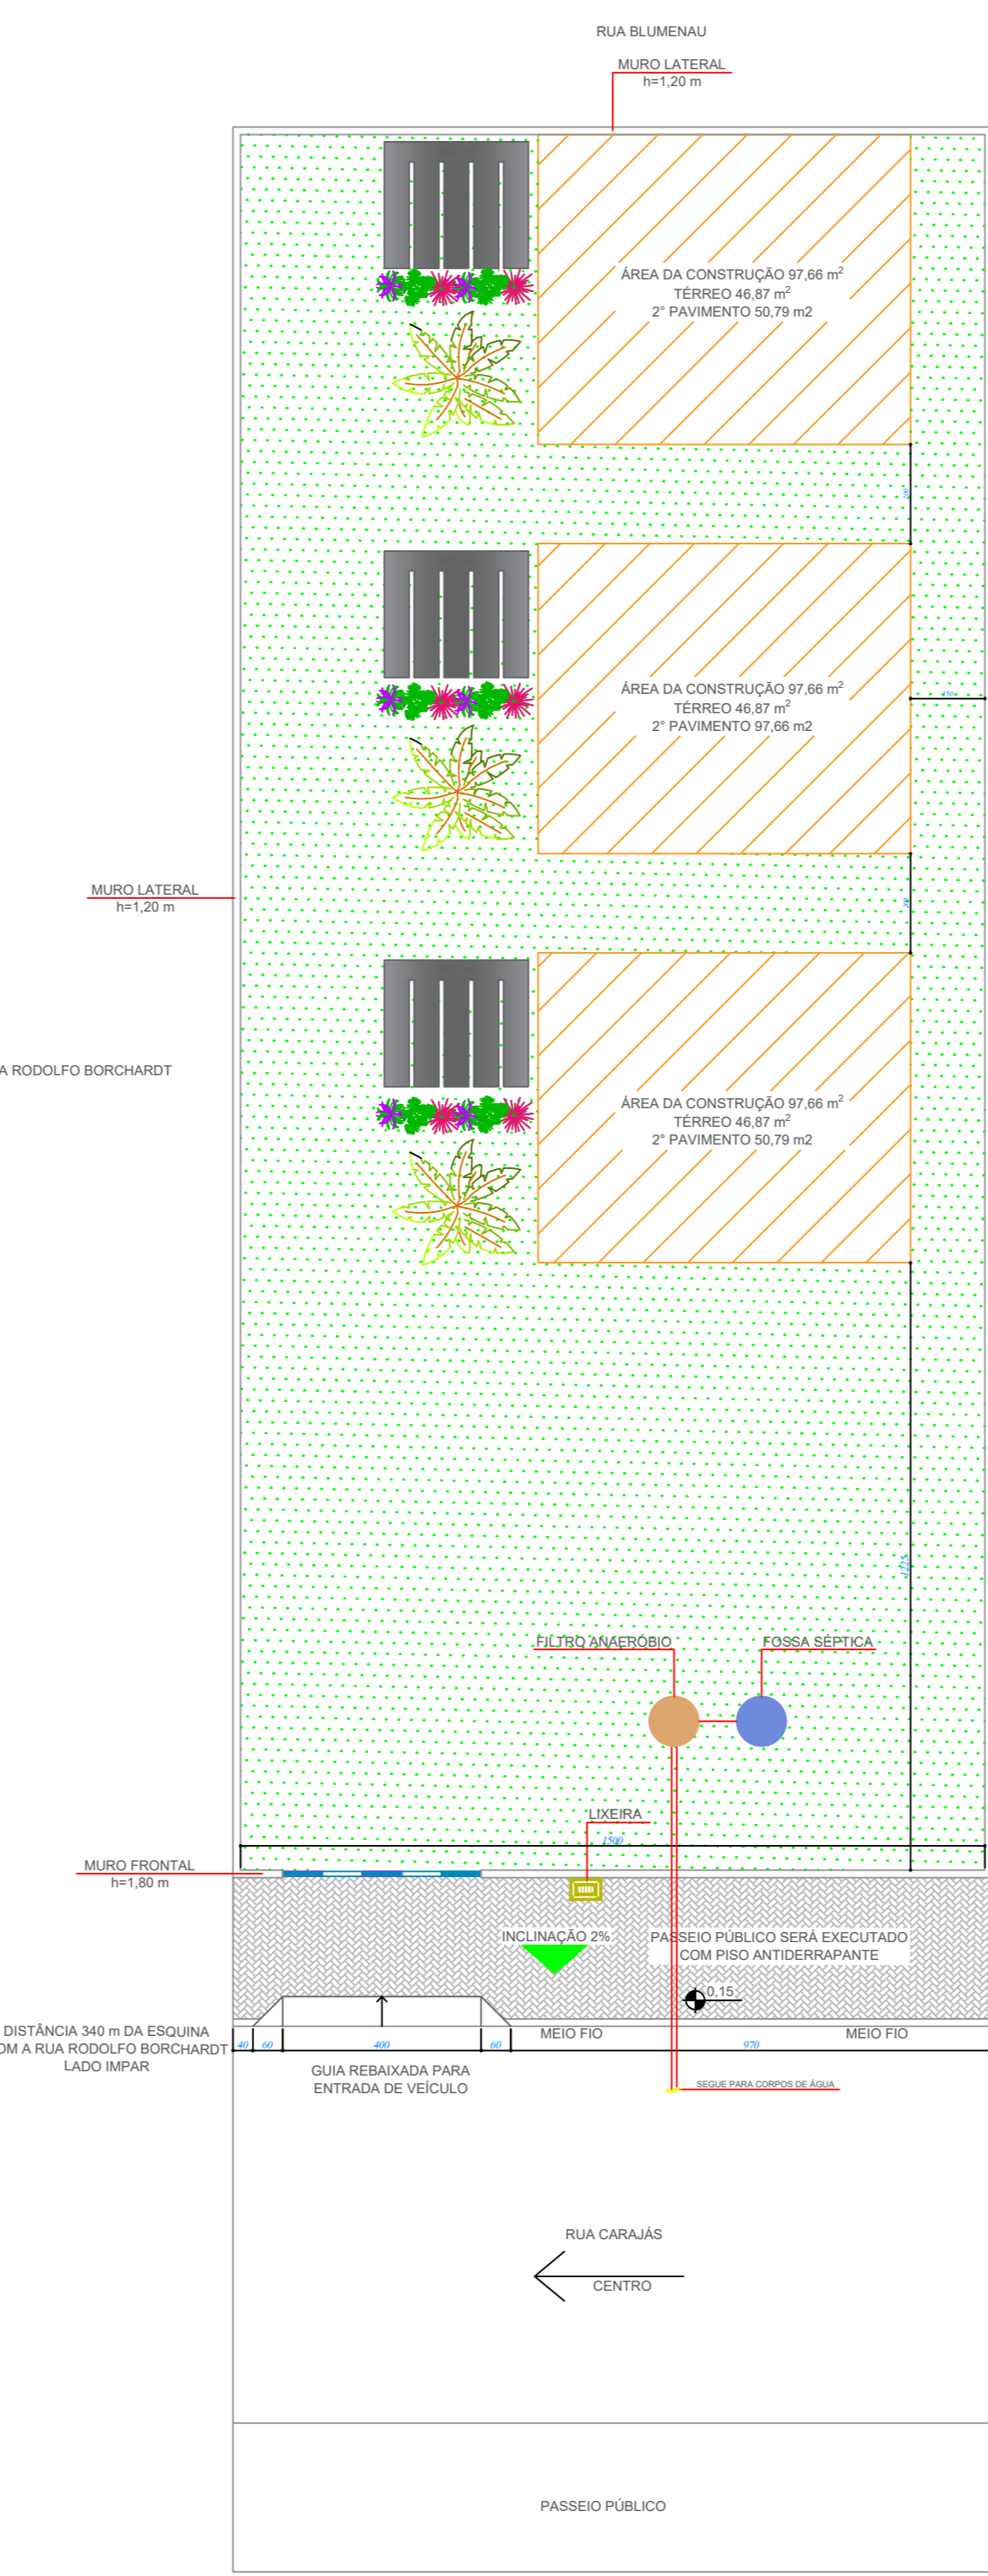 RUA BLUMENAU
MURO LATERAL
h=1,20 m
ÁREA DA CONSTRUÇÃO 97,66 m²
TÉRREO 46,87 m²
2° PAVIMENTO 50,79 m2
200
ÁREA DA CONSTRUÇÃO 97,66 m²
TÉRREO 46,87 m²
2° PAVIMENTO 97,66 m2
150
MURO LATERAL
h=1,20 m
200
A RODOLFO BORCHARDT
ÁREA DA CONSTRUÇÃO 97,66 m²
TÉRREO 46,87 m²
2° PAVIMENTO 50,79 m2
1225
FILTRO ANAERÓBIO
FOSSA SÉPTICA
LIXEIRA
1500
MURO FRONTAL
h=1,80 m
INCLINAÇÃO 2%
PASSEIO PÚBLICO SERÁ EXECUTADO
COM PISO ANTIDERRAPANTE
0,15
DISTÂNCIA 340 m DA ESQUINA
OM A RUA RODOLFO BORCHARDT
LADO IMPAR
MEIO FIO
MEIO FIO
40 60 400 60 970
GUIA REBAIXADA PARA
ENTRADA DE VEÍCULO
SEGUE PARA CORPOS DE ÁGUA
RUA CARAJÁS
CENTRO
PASSEIO PÚBLICO